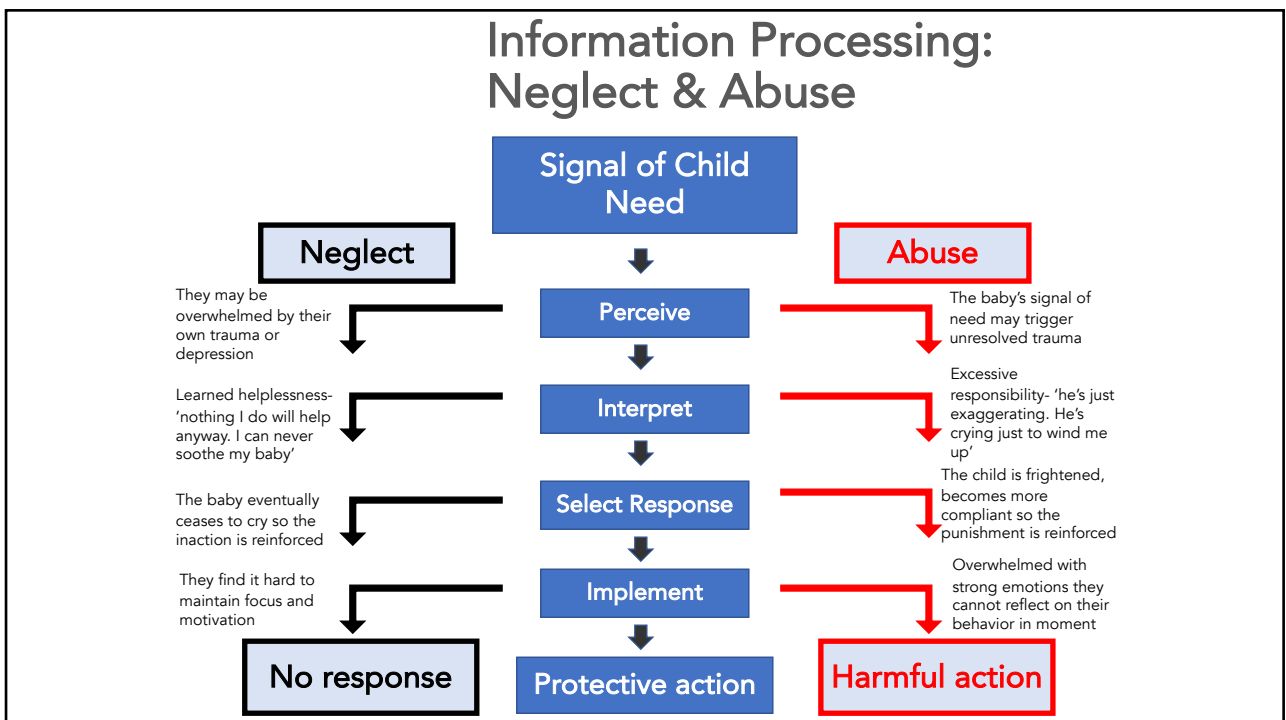 Information Processing:
Neglect & Abuse
Signal of Child
Need
Neglect
Abuse
They may be
overwhelmed by their
own trauma or
depression
Perceive
The baby’s signal of
need may trigger
unresolved trauma
Learned helplessness-
‘nothing I do will help
anyway. I can never
soothe my baby’
Interpret
Excessive
responsibility- ‘he’s just
exaggerating. He’s
crying just to wind me
up’
The baby eventually
ceases to cry so the
inaction is reinforced
Select Response
The child is frightened,
becomes more
compliant so the
punishment is reinforced
They find it hard to
maintain focus and
motivation
Implement
Overwhelmed with
strong emotions they
cannot reflect on their
behavior in moment
No response
Protective action
Harmful action